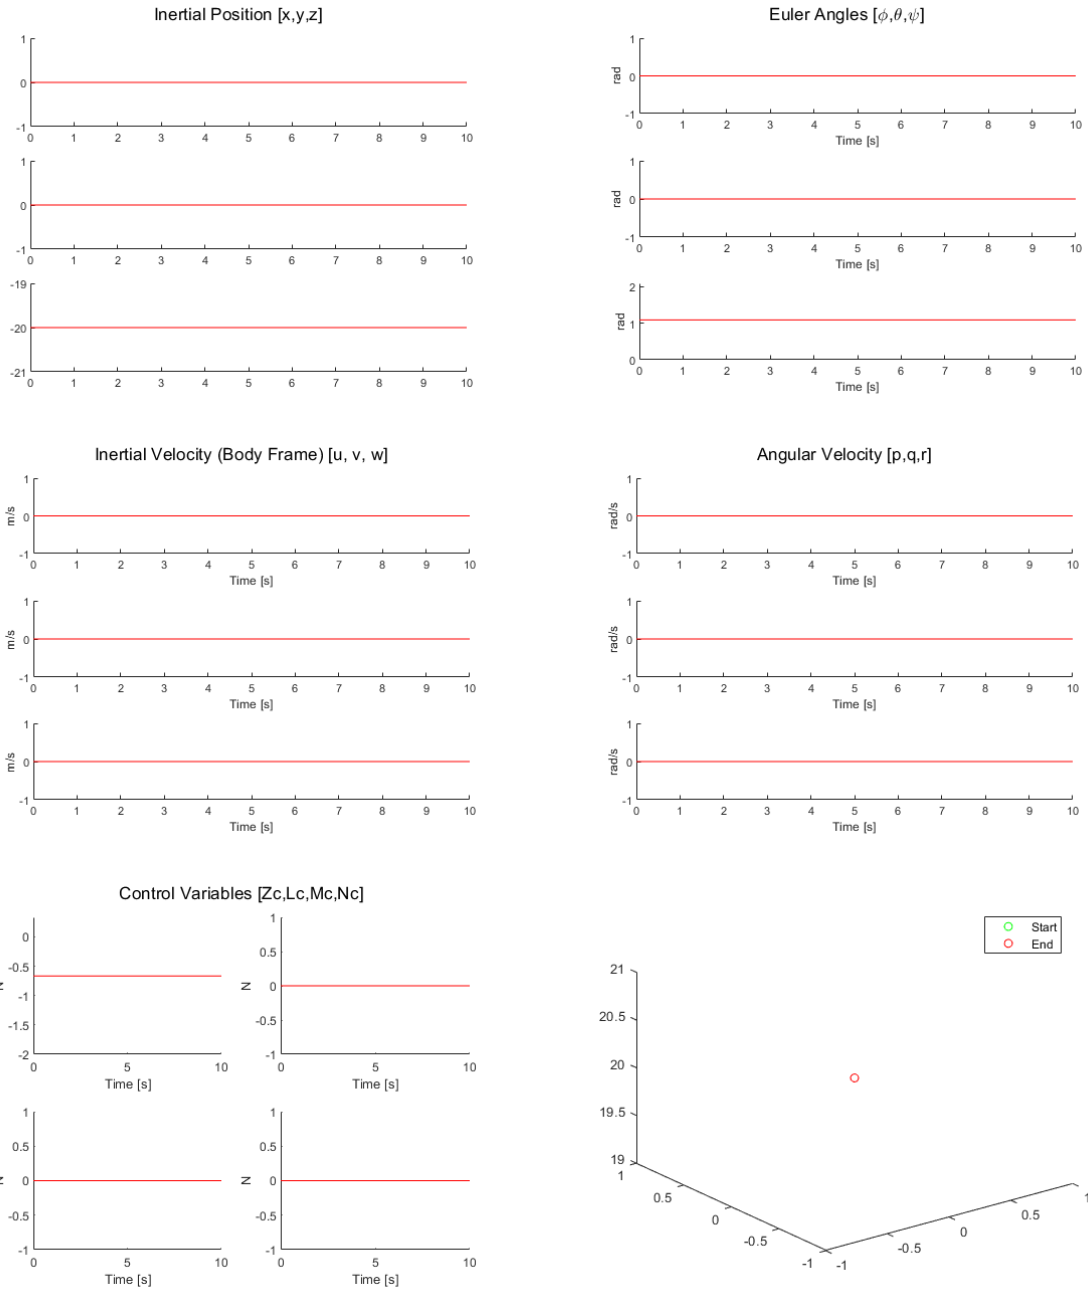 Inertial Position [x,y,z]
1
0
-1
0 1 2 3 4 5 6 7 8 9 10
1
0
-1
0 1 2 3 4 5 6 7 8 9 10
-19
-20
-21
0 1 2 3 4 5 6 7 8 9 10
Euler Angles [ϕ,θ,ψ]
1
0
-1
rad
0 1 2 3 4 5 6 7 8 9 10
Time [s]
1
0
-1
rad
0 1 2 3 4 5 6 7 8 9 10
Time [s]
2
1
0
rad
0 1 2 3 4 5 6 7 8 9 10
Time [s]
Inertial Velocity (Body Frame) [u, v, w]
1
0
-1
m/s
0 1 2 3 4 5 6 7 8 9 10
Time [s]
1
0
-1
m/s
0 1 2 3 4 5 6 7 8 9 10
Time [s]
1
0
-1
m/s
0 1 2 3 4 5 6 7 8 9 10
Time [s]
Angular Velocity [p,q,r]
1
0
-1
rad/s
0 1 2 3 4 5 6 7 8 9 10
Time [s]
1
0
-1
rad/s
0 1 2 3 4 5 6 7 8 9 10
Time [s]
1
0
-1
rad/s
0 1 2 3 4 5 6 7 8 9 10
Time [s]
Control Variables [Zc,Lc,Mc,Nc]
0
-0.5
-1
-1.5
-2
N
0 5 10
Time [s]
1
0.5
0
-0.5
-1
N
0 5 10
Time [s]
1
0.5
0
-0.5
-1
N
0 5 10
Time [s]
1
0.5
0
-0.5
-1
N
0 5 10
Time [s]
Start
End
21
20.5
20
19.5
19
1
0.5
0
-0.5
-1
-1
-0.5
0
0.5
1